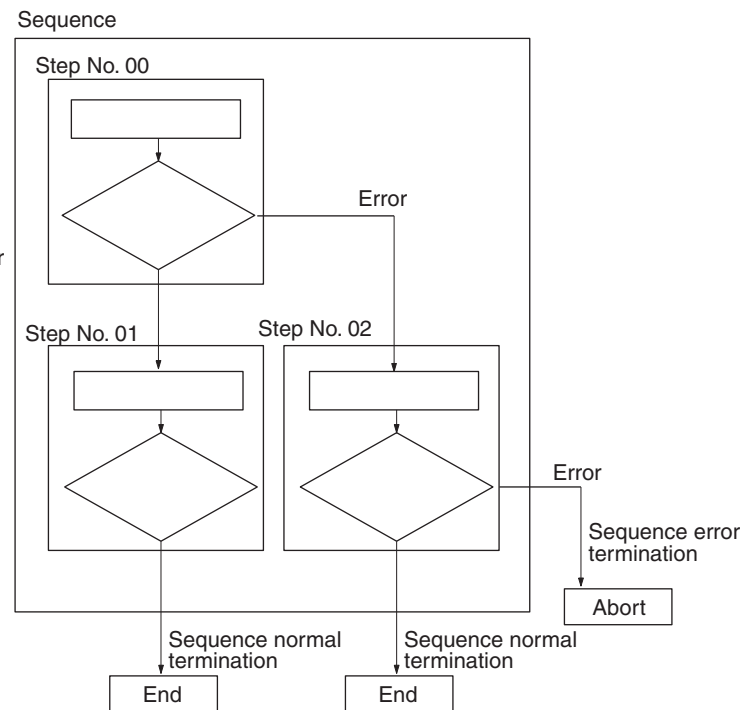 Sequence
Step No. 00
Error
r
Step No. 01
Step No. 02
Error
Sequence error
termination
Abort
Sequence normal
termination
Sequence normal
termination
End
End